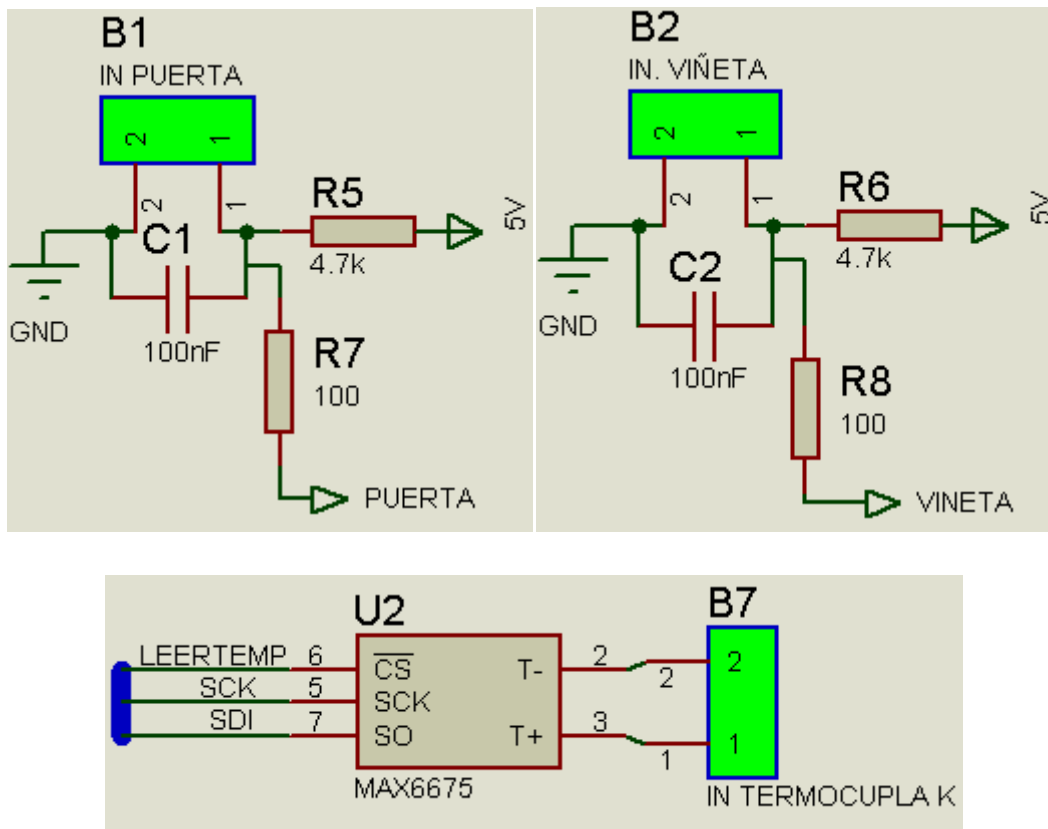 B1
IN PUERTA
2
1
2
1
R5
5V
C1
4.7k
GND
100nF
R7
100
PUERTA
B2
IN. VIÑETA
2
1
2
1
R6
5V
C2
4.7k
GND
100nF
R8
100
VINETA
U2
B7
LEERTEMP
6
CS
T-
2
2
2
SCK
5
SCK
SDI
7
SO
T+
3
1
1
MAX6675
IN TERMOCUPLA K